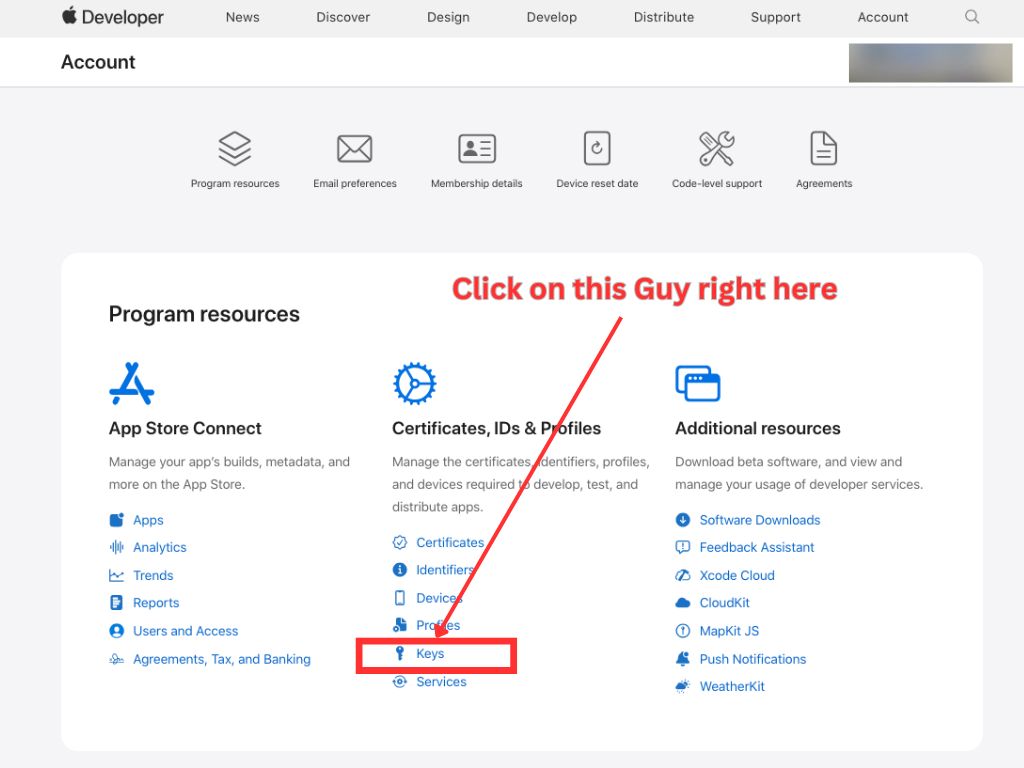 Developer
News
Discover
Design
Develop
Distribute
Support
Account
Account
Program resources
Email preferences
Membership details
Device reset date
Code-level support
Agreements
Click on this Guy right here
Program resources
App Store Connect
Manage your app's builds, metadata, and
more on the App Store.
Apps
Analytics
Trends
Reports
Users and Access
Agreements, Tax, and Banking
Certificates, IDs & Profiles
Manage the certificates, identifiers, profiles,
and devices required to develop, test, and
distribute apps.
Certificates
Identifiers
Devices
Profiles
Keys
Services
Additional resources
Download beta software, and view and
manage your usage of developer services.
Software Downloads
Feedback Assistant
Xcode Cloud
CloudKit
MapKit JS
Push Notifications
WeatherKit